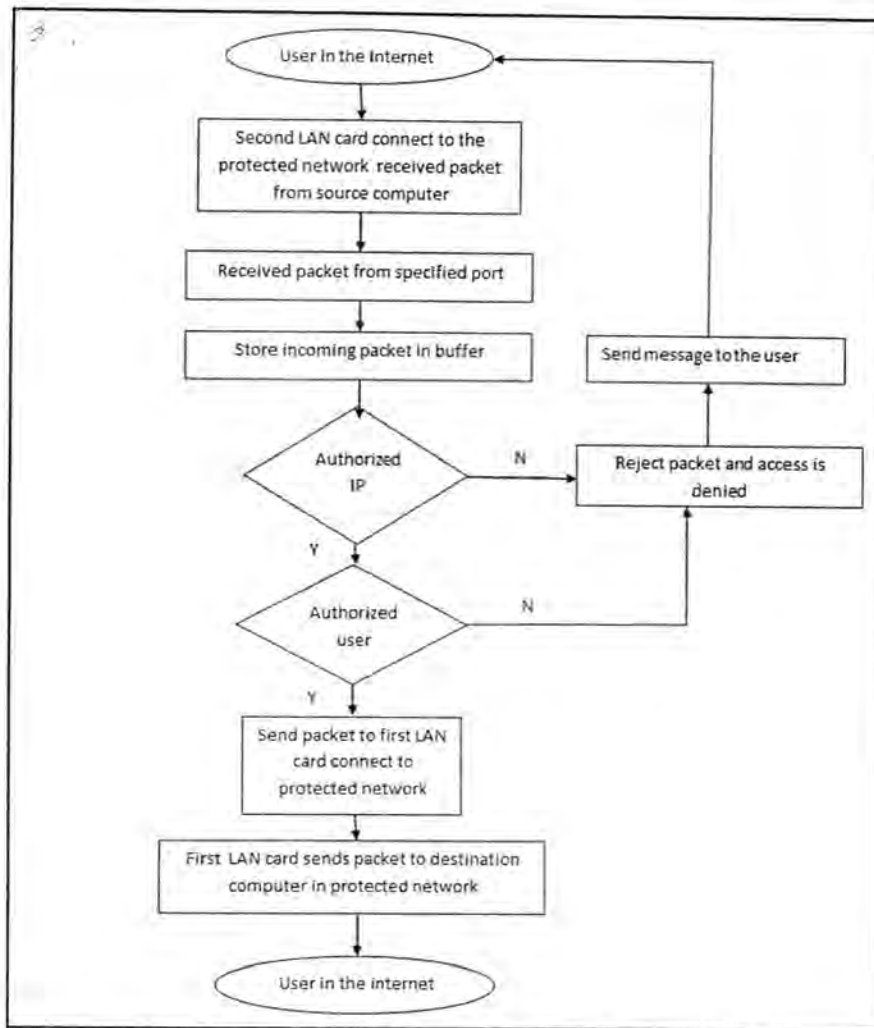 User in the Internet
Second LAN card connect to the
protected network received packet
from source computer
Received packet from specified port
Store incoming packet in buffer
Send message to the user
Authorized
IP
N
Reject packet and access is
denied
Y
Authorized
user
N
Y
Send packet to first LAN
card connect to
protected network
First LAN card sends packet to destination
computer in protected network
User in the internet